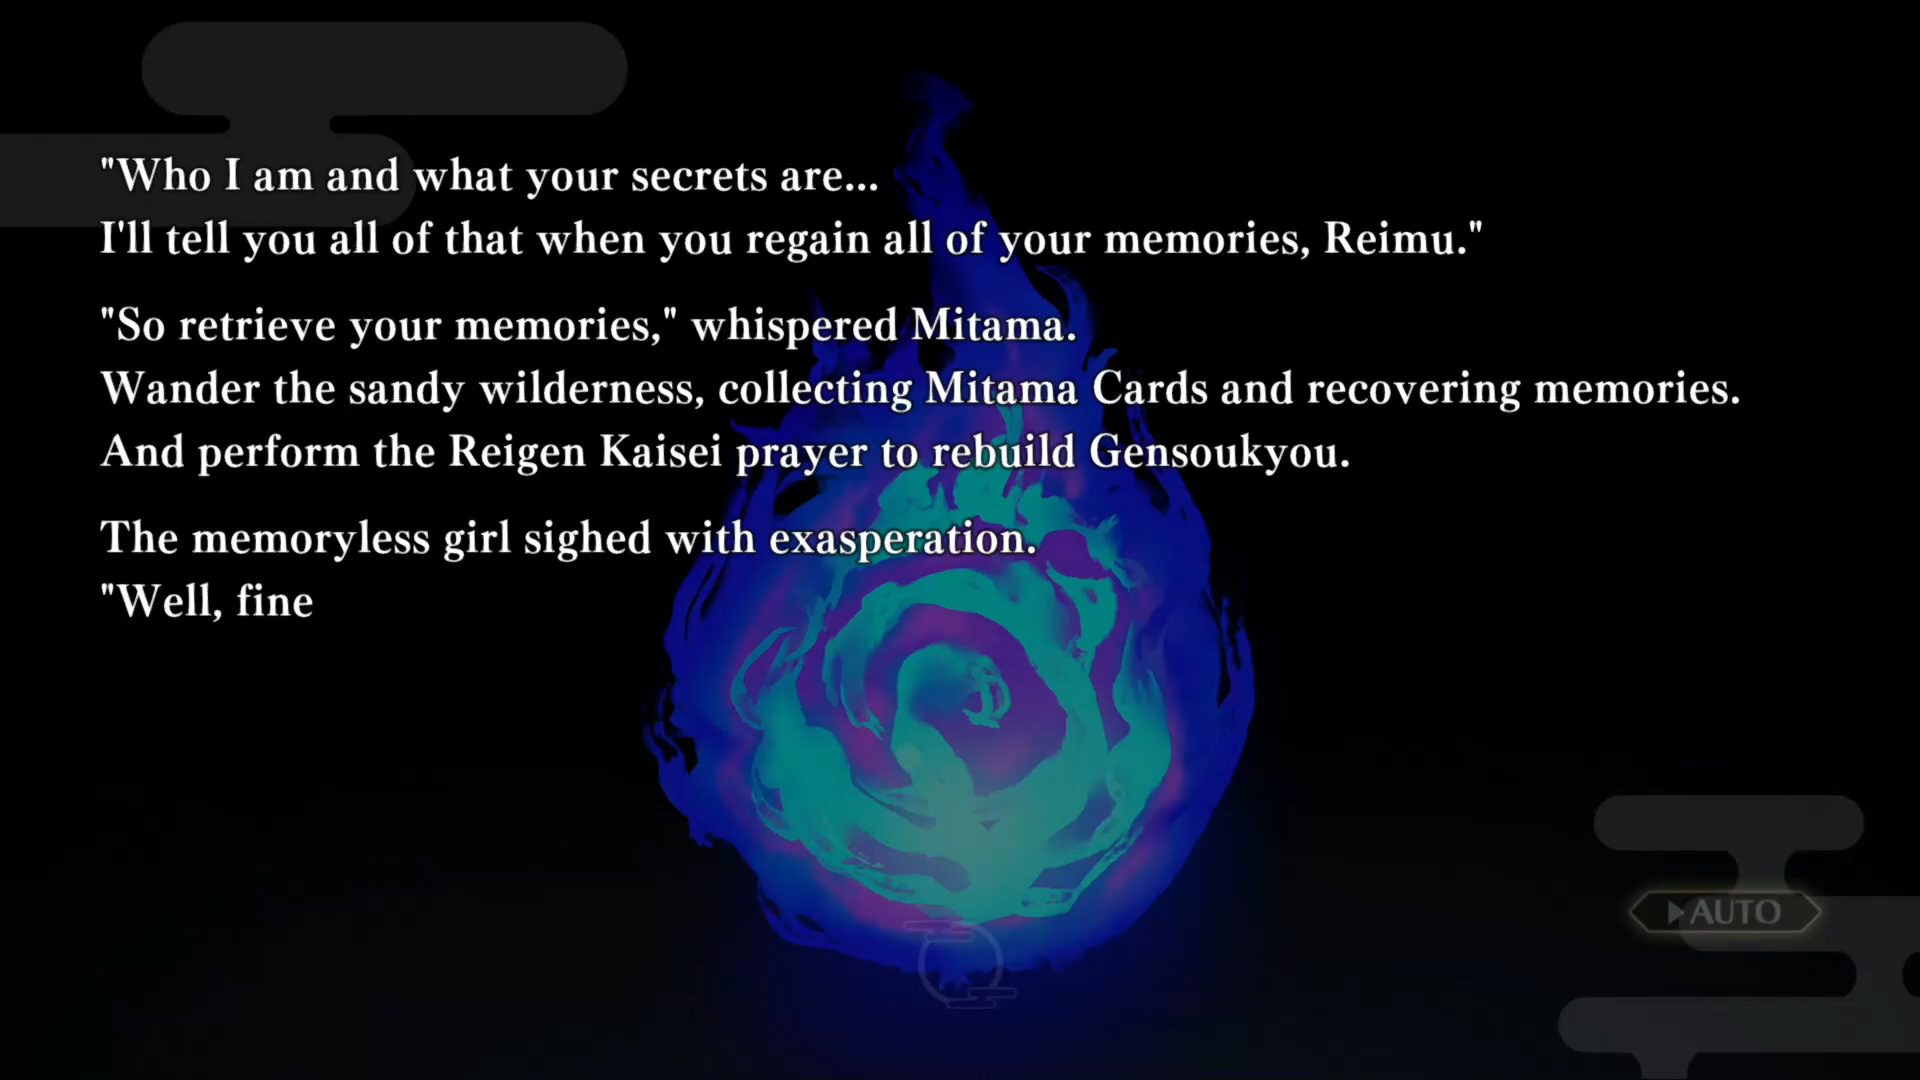 "Who I am and what your secrets are...
I'll tell you all of that when you regain all of your memories, Reimu."
"So retrieve your memories," whispered Mitama.
Wander the sandy wilderness, collecting Mitama Cards and recovering memories.
And perform the Reigen Kaisei prayer to rebuild Gensoukyou.
The memoryless girl sighed with exasperation.
"Well, fine
AUTO